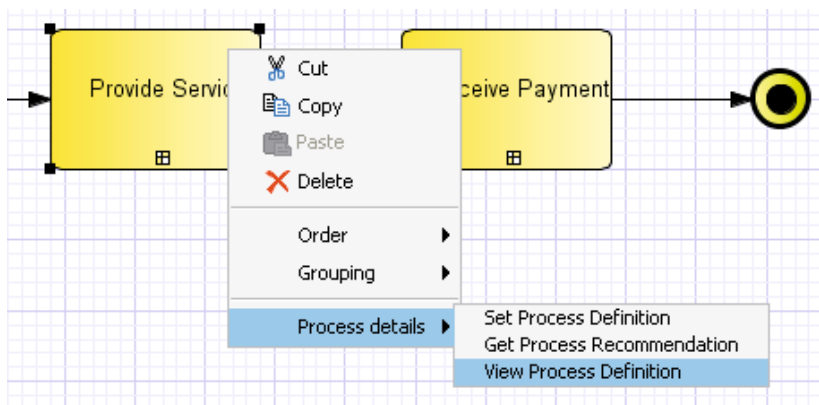 Provide Servic
ceive Payment
Cut
Copy
Paste
Delete
Order
Grouping
Process details
Set Process Definition
Get Process Recommendation
View Process Definition